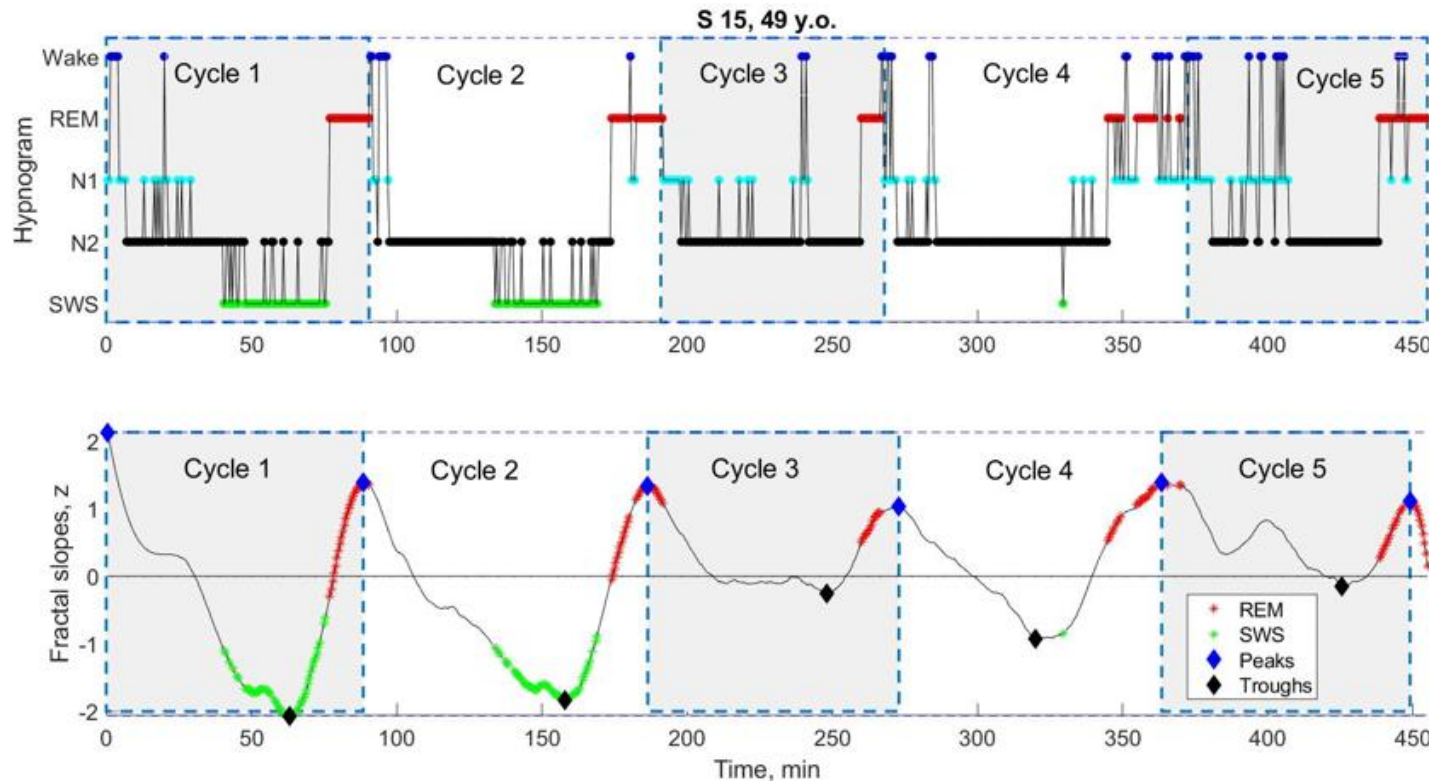 S 15, 49 y.o.
Hypnogram
Wake
REM
N1
N2
SWS
Cycle 1
Cycle 2
Cycle 3
Cycle 4
Cycle 5
0 50 100 150 200 250 300 350 400 450
Fractal slopes, z
2
1
0
-1
-2
Cycle 1
Cycle 2
Cycle 3
Cycle 4
Cycle 5
REM
SWS
Peaks
Troughs
0 50 100 150 200 250 300 350 400 450
Time, min